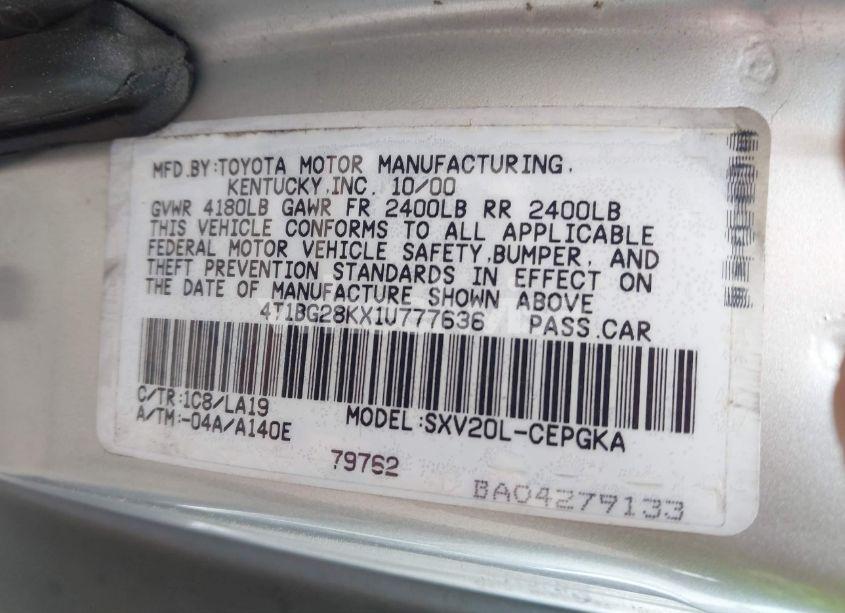 MFD.BY:TOYOTA MOTOR MANUFACTURING,
KENTUCKY,INC. 10/00
GVWR 4180LB GAWR FR 2400LB RR 2400LB
THIS VEHICLE CONFORMS TO ALL APPLICABLE
FEDERAL MOTOR VEHICLE SAFETY,BUMPER, AND
THEFT PREVENTION STANDARDS IN EFFECT ON
THE DATE OF MANUFACTURE SHOWN ABOVE
4T1BG28KX1U777636 PASS.CAR
C/TR:1C8/LA19
A/TM:-04A/A140E MODEL:SXV20L-CEPGKA
79762
BA04279133